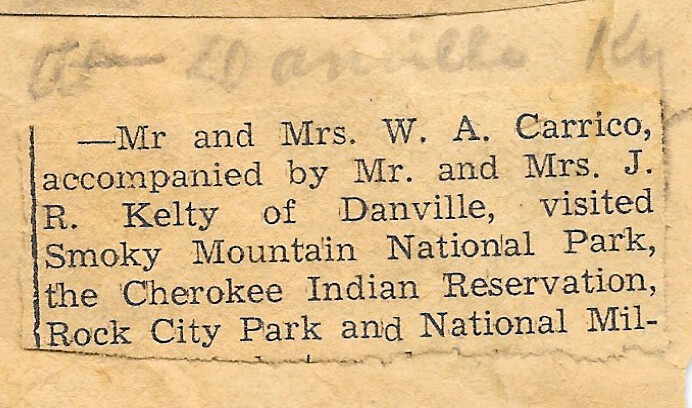 At Danville Ky
—Mr and Mrs. W. A. Carrico,
accompanied by Mr. and Mrs. J.
R. Kelty of Danville, visited
Smoky Mountain National Park,
the Cherokee Indian Reservation,
Rock City Park and National Mil-